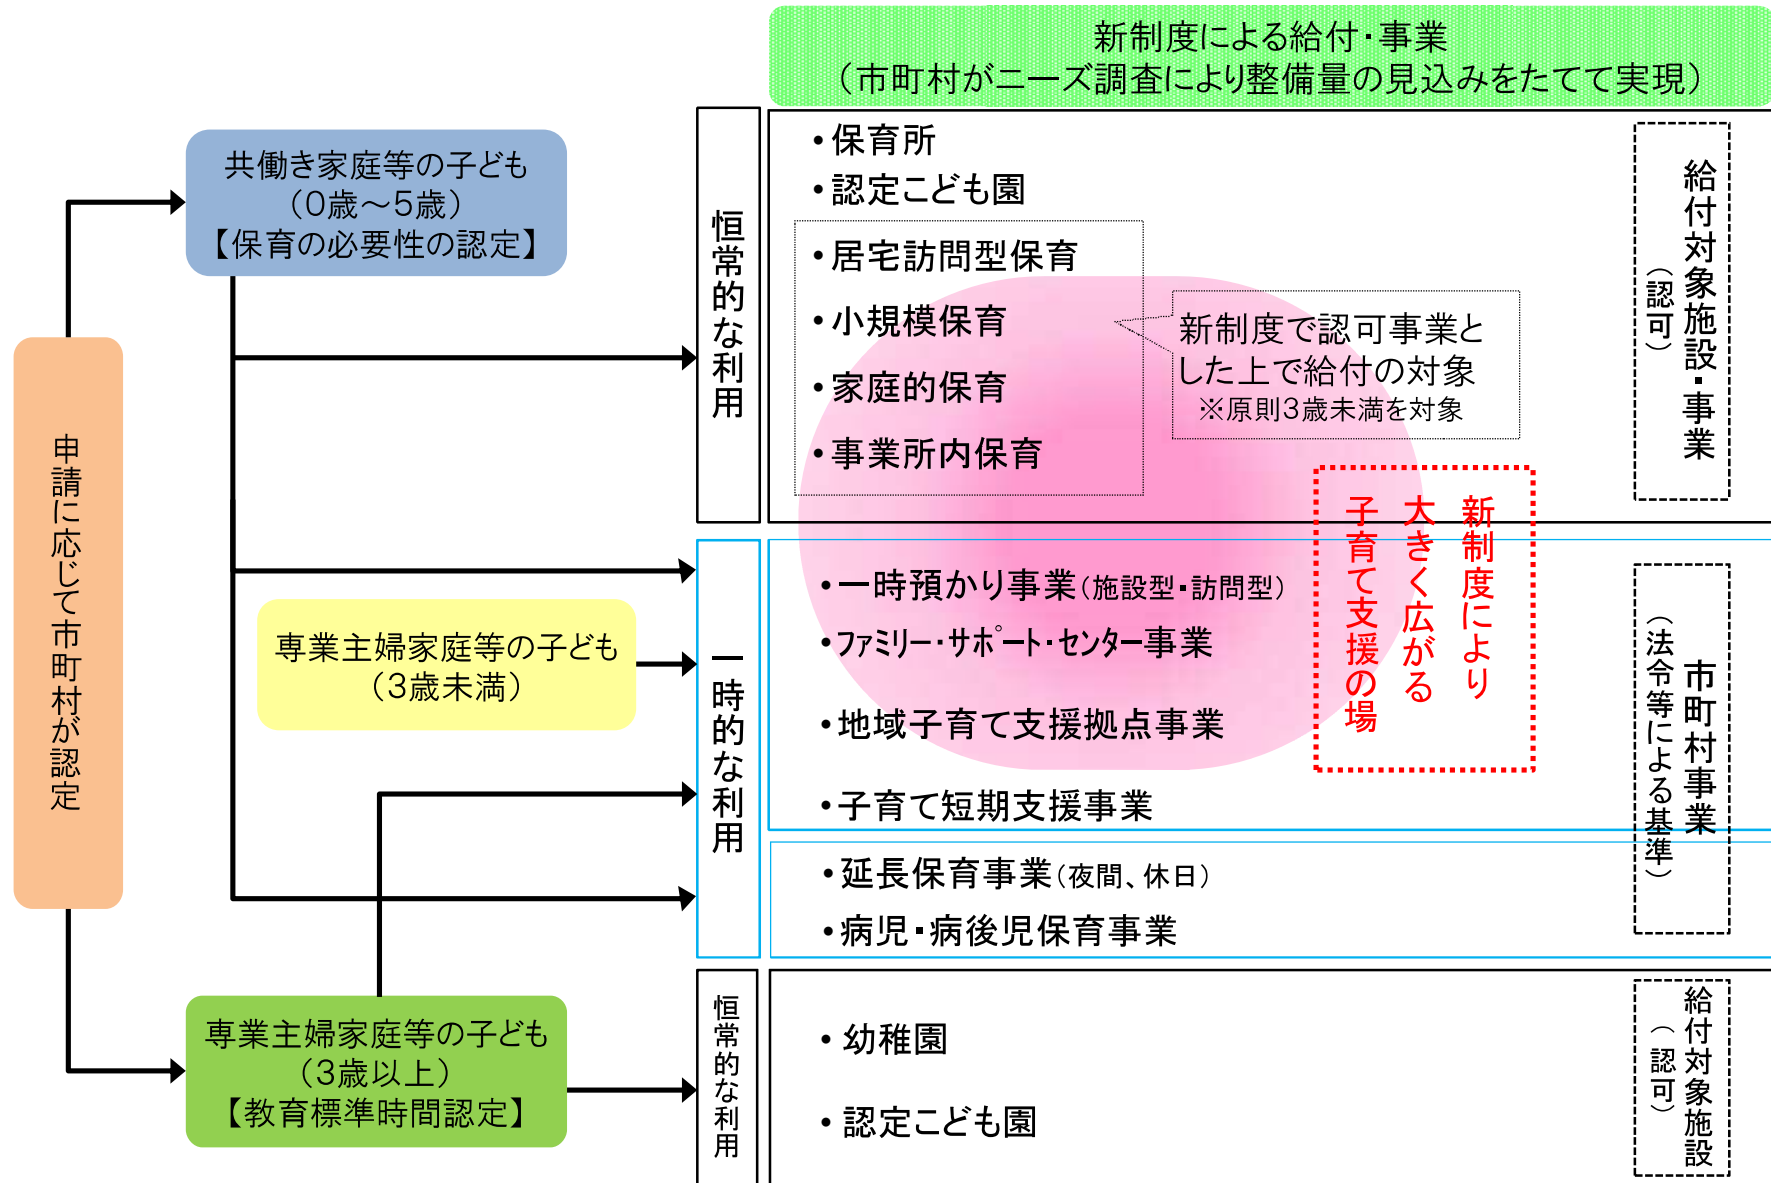 新制度による給付・事業
（市町村がニーズ調査により整備量の見込みをたてて実現）
申請に応じて市町村が認定
共働き家庭等の子ども
（0歳～5歳）
【保育の必要性の認定】
専業主婦家庭等の子ども
（3歳未満）
専業主婦家庭等の子ども
（3歳以上）
【教育標準時間認定】
恒常的な利用
・保育所
・認定こども園
・居宅訪問型保育
・小規模保育
・家庭的保育
・事業所内保育
新制度で認可事業と
した上で給付の対象
※原則3歳未満を対象
給付対象施設・事業
（認可）
新制度により
大きく広がる
子育て支援の場
一時的な利用
・一時預かり事業（施設型・訪問型）
・ファミリー・サポート・センター事業
・地域子育て支援拠点事業
・子育て短期支援事業
・延長保育事業（夜間、休日）
・病児・病後児保育事業
市町村事業
（法令等による基準）
恒常的な利用
・幼稚園
・認定こども園
給付対象施設
（認可）